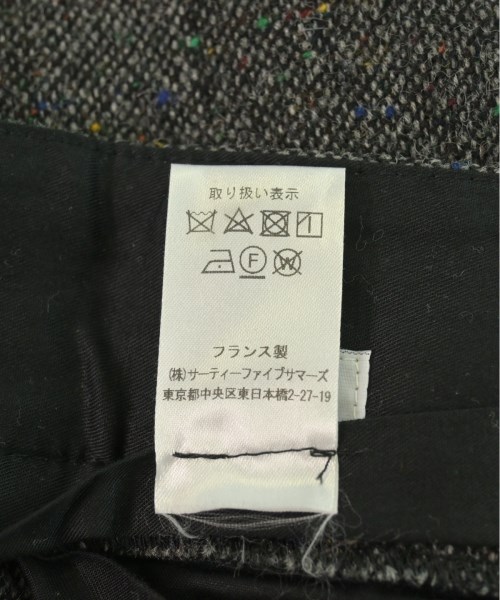 取り扱い表示
F W
フランス製
(株)サーティーファイブサマーズ
東京都中央区東日本橋2-27-19